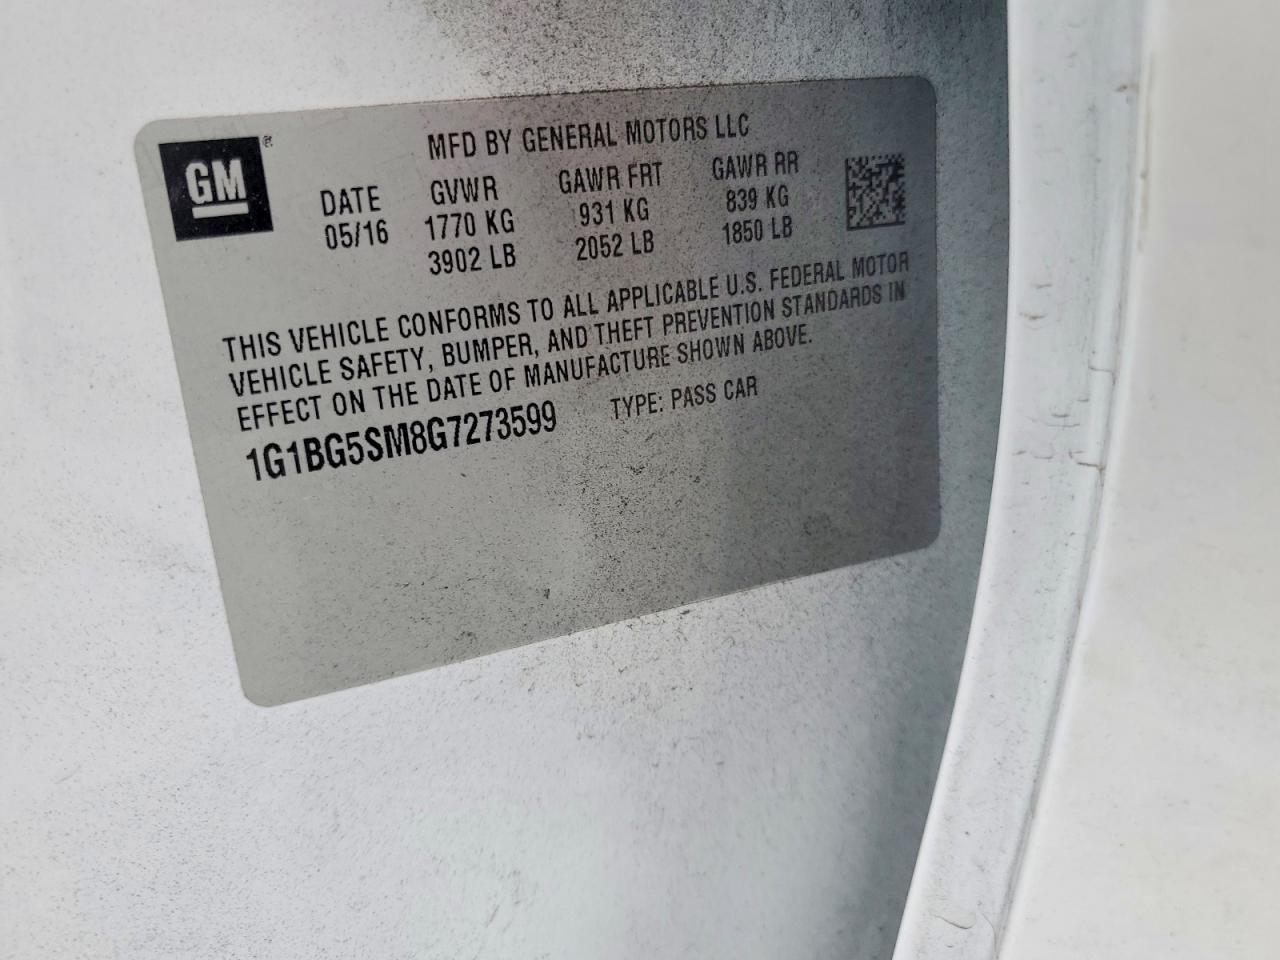 GM®
MFD BY GENERAL MOTORS LLC
DATE GVWR GAWR FRT GAWR RR
05/16 1770 KG 931 KG 839 KG
3902 LB 2052 LB 1850 LB
THIS VEHICLE CONFORMS TO ALL APPLICABLE U.S. FEDERAL MOTOR
VEHICLE SAFETY, BUMPER, AND THEFT PREVENTION STANDARDS IN
EFFECT ON THE DATE OF MANUFACTURE SHOWN ABOVE.
1G1BG5SM8G7273599 TYPE: PASS CAR